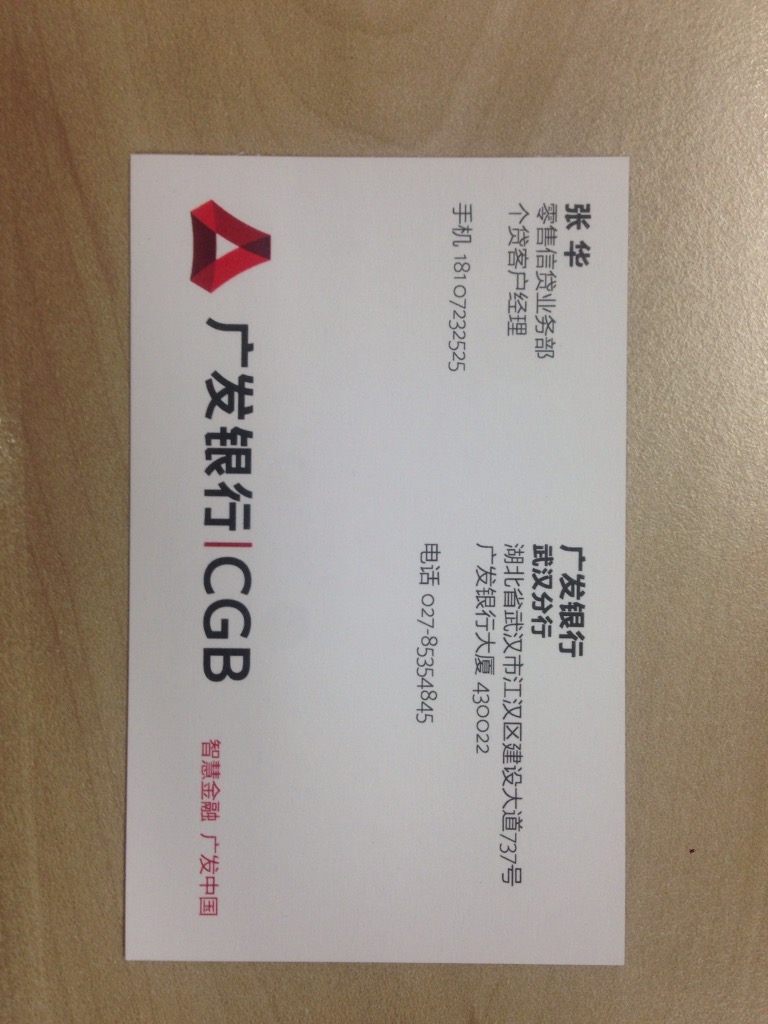 张 华
零售信贷业务部
个贷客户经理
手机 18107232525
广发银行
武汉分行
湖北省武汉市江汉区建设大道737号
广发银行大厦 430022
电话 027-85354845
广发银行|CGB
智慧金融 广发中国